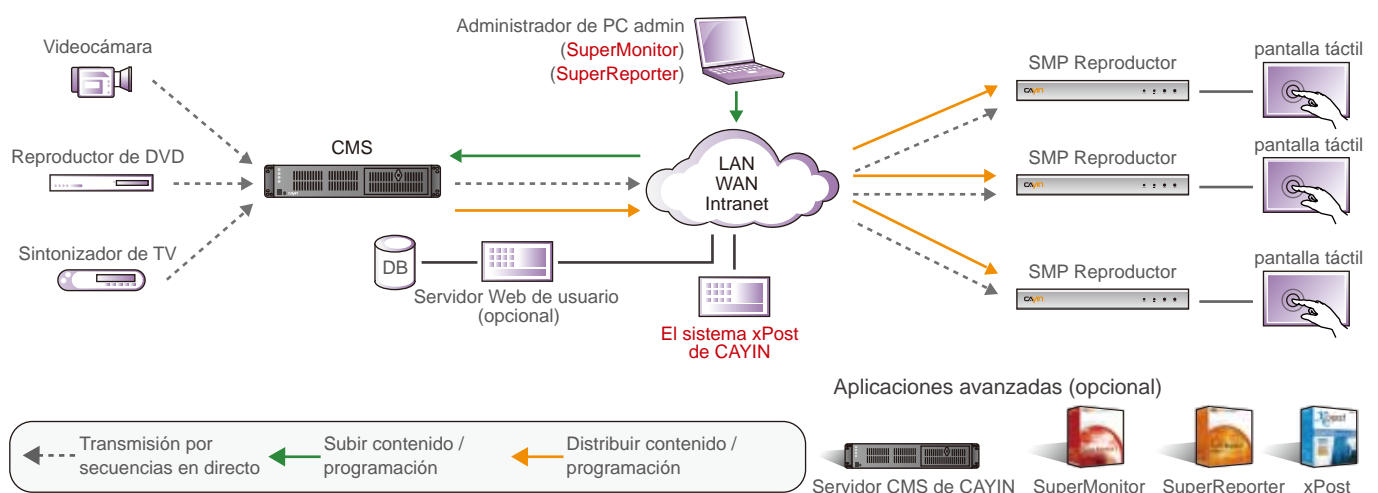 Administrador de PC admin
(SuperMonitor)
(SuperReporter)
Videocámara
Reproductor de DVD
Sintonizador de TV
CMS
LAN
WAN
Intranet
DB
Servidor Web de usuario
(opcional)
El sistema xPost
de CAYIN
SMP Reproductor
CAYIN
pantalla táctil
SMP Reproductor
CAYIN
pantalla táctil
SMP Reproductor
CAYIN
pantalla táctil
Aplicaciones avanzadas (opcional)
Transmisión por
secuencias en directo
Subir contenido /
programación
Distribuir contenido /
programación
Servidor CMS de CAYIN
SuperMonitor
SuperReporter
xPost